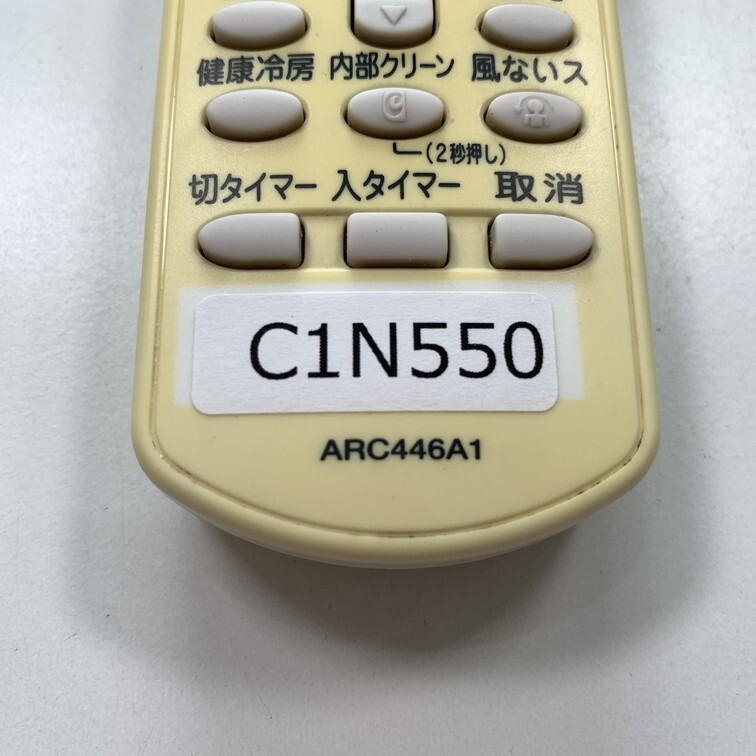 健康冷房 内部クリーン 風ないス
(2秒押し)
切タイマー 入タイマー 取消
C1N550
ARC446A1